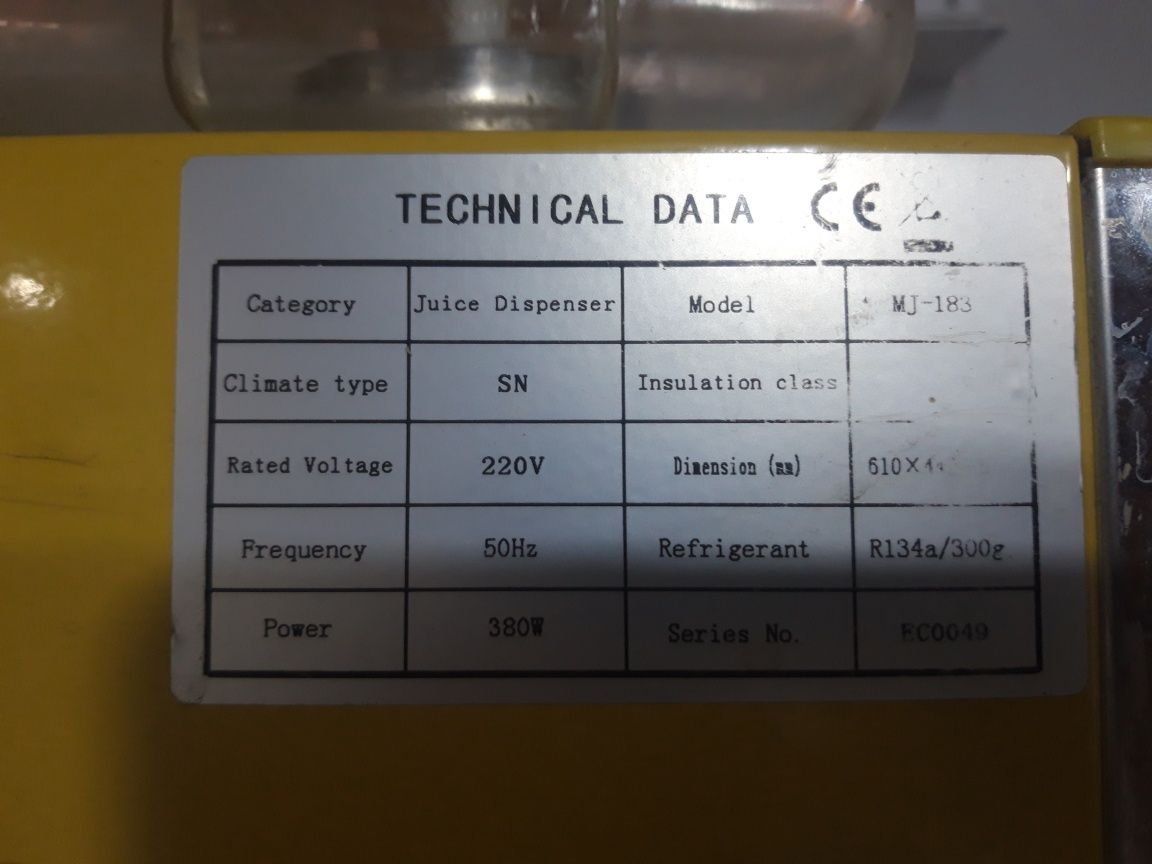 TECHNICAL DATA CE
Category Juice Dispenser Model MJ-183
Climate type SN Insulation class
Rated Voltage 220V Dimension (mm)
Frequency 50Hz Refrigerant R134a/300g
Power 380W Series No. EC0049